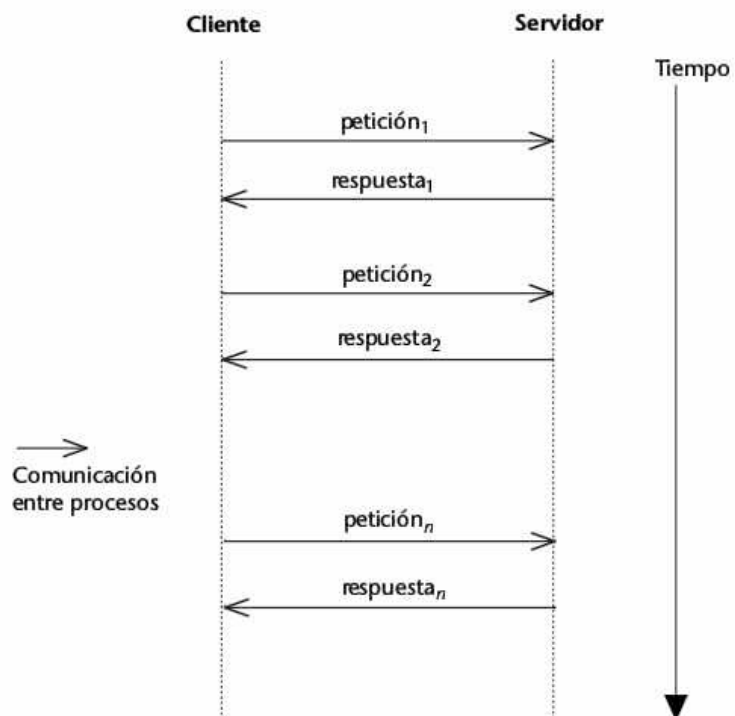 Cliente
Servidor
Tiempo
petición₁
respuesta₁
petición₂
respuesta₂
Comunicación
entre procesos
peticiónₙ
respuestaₙ